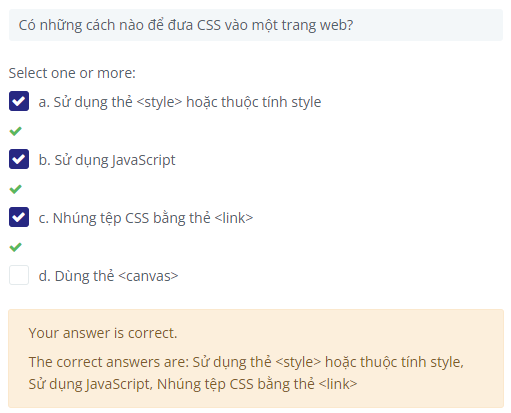 Có những cách nào để đưa CSS vào một trang web?
Select one or more:
a. Sử dụng thẻ <style> hoặc thuộc tính style
b. Sử dụng JavaScript
c. Nhúng tệp CSS bằng thẻ <link>
d. Dùng thẻ <canvas>
Your answer is correct.
The correct answers are: Sử dụng thẻ <style> hoặc thuộc tính style,
Sử dụng JavaScript, Nhúng tệp CSS bằng thẻ <link>